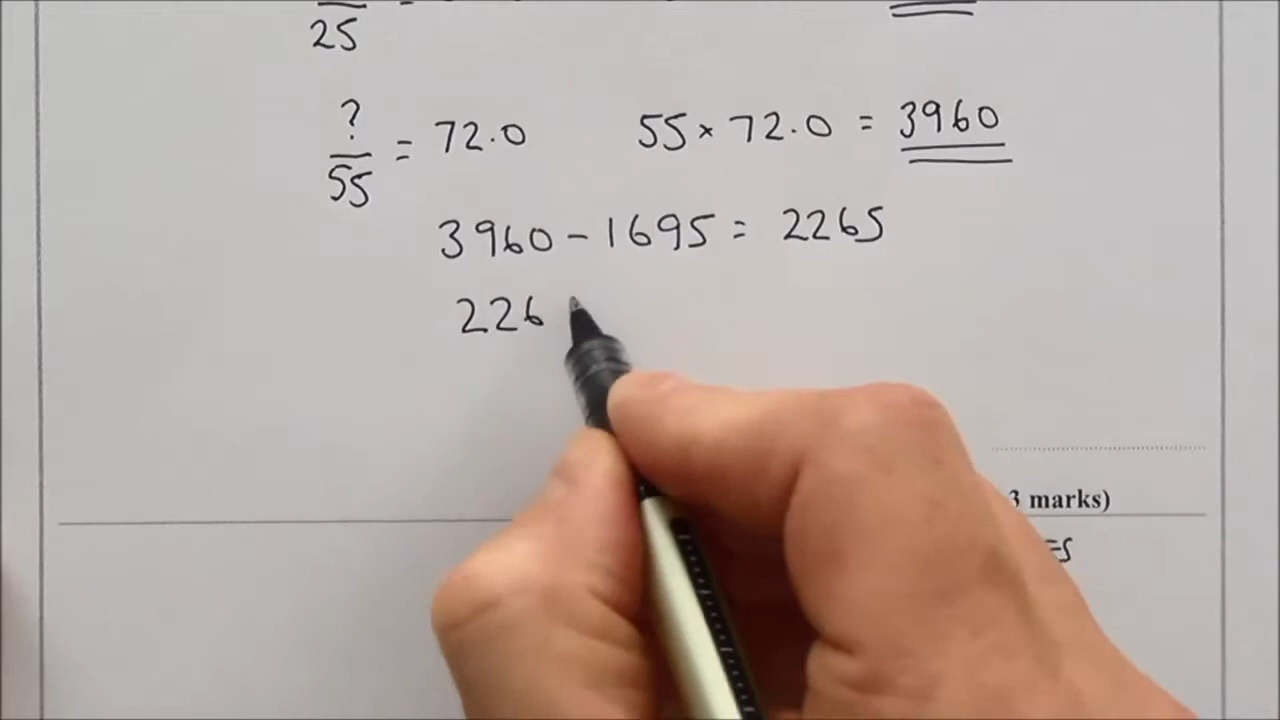 25 =
? / 55 = 72.0 55 × 72.0 = 3960
3960 - 1695 = 2265
226
3 marks)